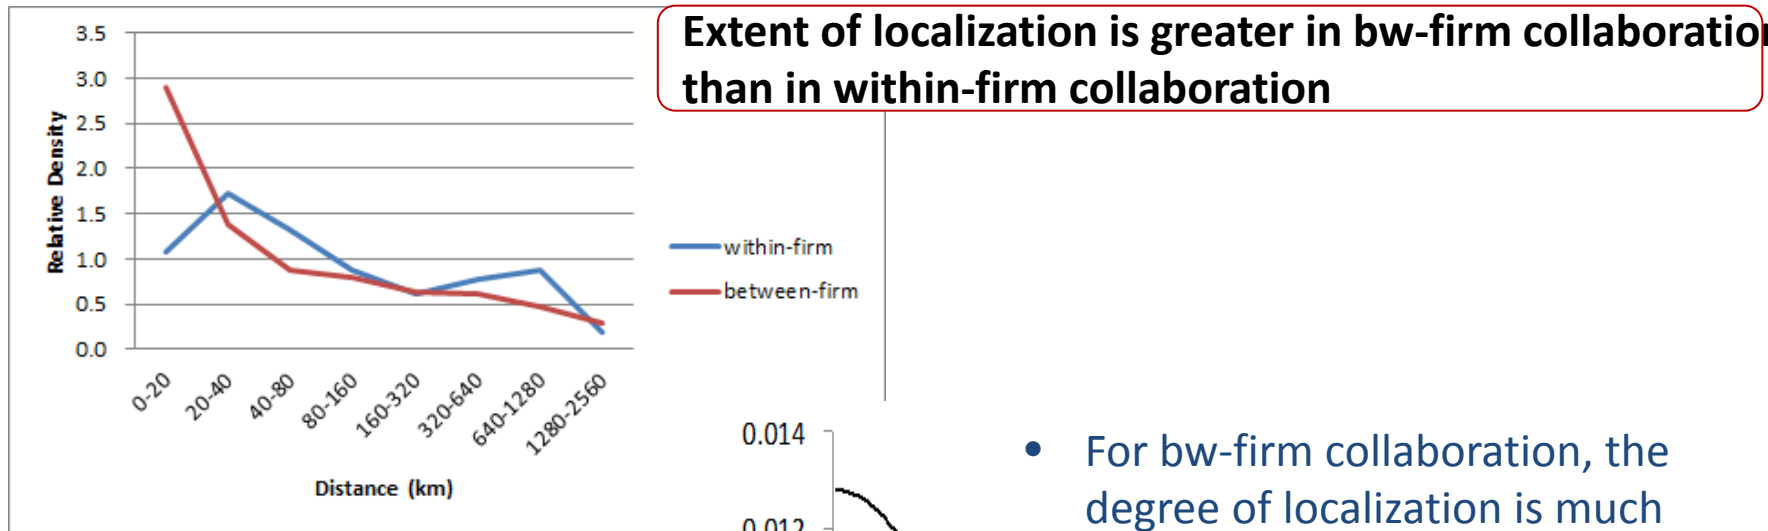 Extent of localization is greater in bw-firm collaboration
than in within-firm collaboration
3.5
3.0
2.5
2.0
1.5
1.0
0.5
0.0
Relative Density
within-firm
between-firm
0-20
20-40
40-80
80-160
160-320
320-640
640-1280
1280-2560
Distance (km)
0.014
0.012
• For bw-firm collaboration, the
degree of localization is much